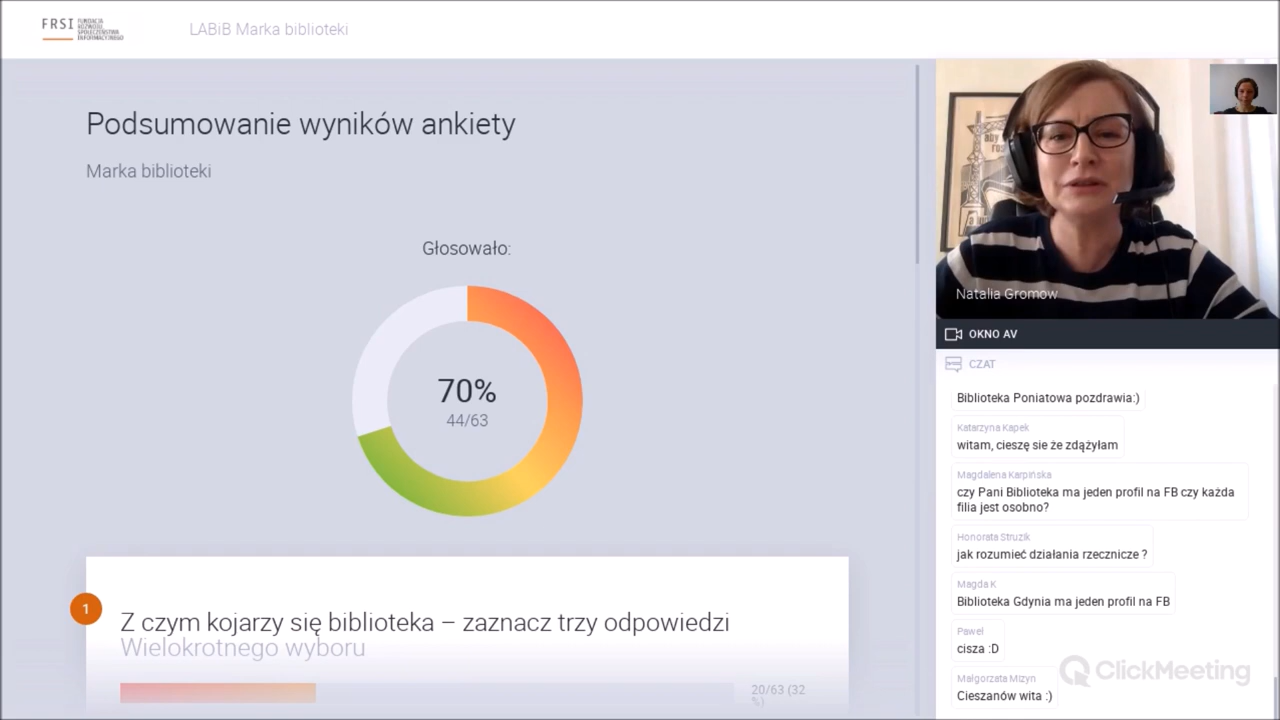 FRSI
FUNDACJA
ROZWOJU
SPOŁECZEŃSTWA
INFORMACYJNEGO
LABiB Marka biblioteki
Podsumowanie wyników ankiety
Marka biblioteki
Głosowało:
70%
44/63
1
Z czym kojarzy się biblioteka – zaznacz trzy odpowiedzi
Wielokrotnego wyboru
20/63 (32
%)
Natalia Gromow
OKNO AV
CZAT
Biblioteka Poniatowa pozdrawia:)
Katarzyna Kapek
witam, cieszę sie że zdążyłam
Magdalena Karpińska
czy Pani Biblioteka ma jeden profil na FB czy każda
filia jest osobno?
Honorata Struzik
jak rozumieć działania rzecznicze ?
Magda K
Biblioteka Gdynia ma jeden profil na FB
Paweł
cisza :D
Małgorzata Mizyn
Cieszanów wita :)
ClickMeeting